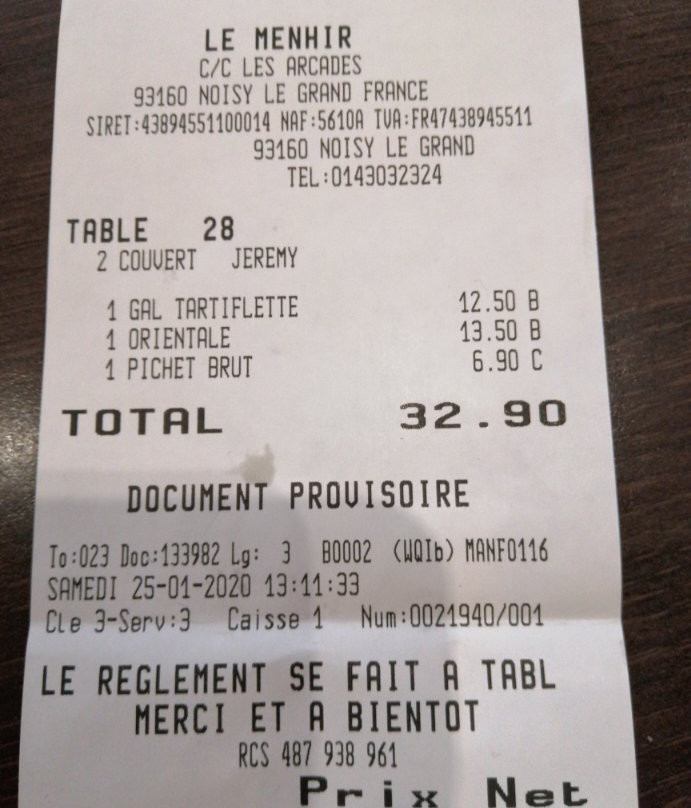 LE MENHIR
C/C LES ARCADES
93160 NOISY LE GRAND FRANCE
SIRET:43894551100014 NAF:5610A TVA:FR47438945511
93160 NOISY LE GRAND
TEL:0143032324
TABLE 28
2 COUVERT JEREMY
1 GAL TARTIFLETTE 12.50 B
1 ORIENTALE 13.50 B
1 PICHET BRUT 6.90 C
TOTAL 32.90
DOCUMENT PROVISOIRE
To:023 Doc:133982 Lg: 3 B0002 (WQIb) MANF0116
SAMEDI 25-01-2020 13:11:33
Cle 3-Serv:3 Caisse 1 Num:0021940/001
LE REGLEMENT SE FAIT A TABL
MERCI ET A BIENTOT
RCS 487 938 961
Prix Net